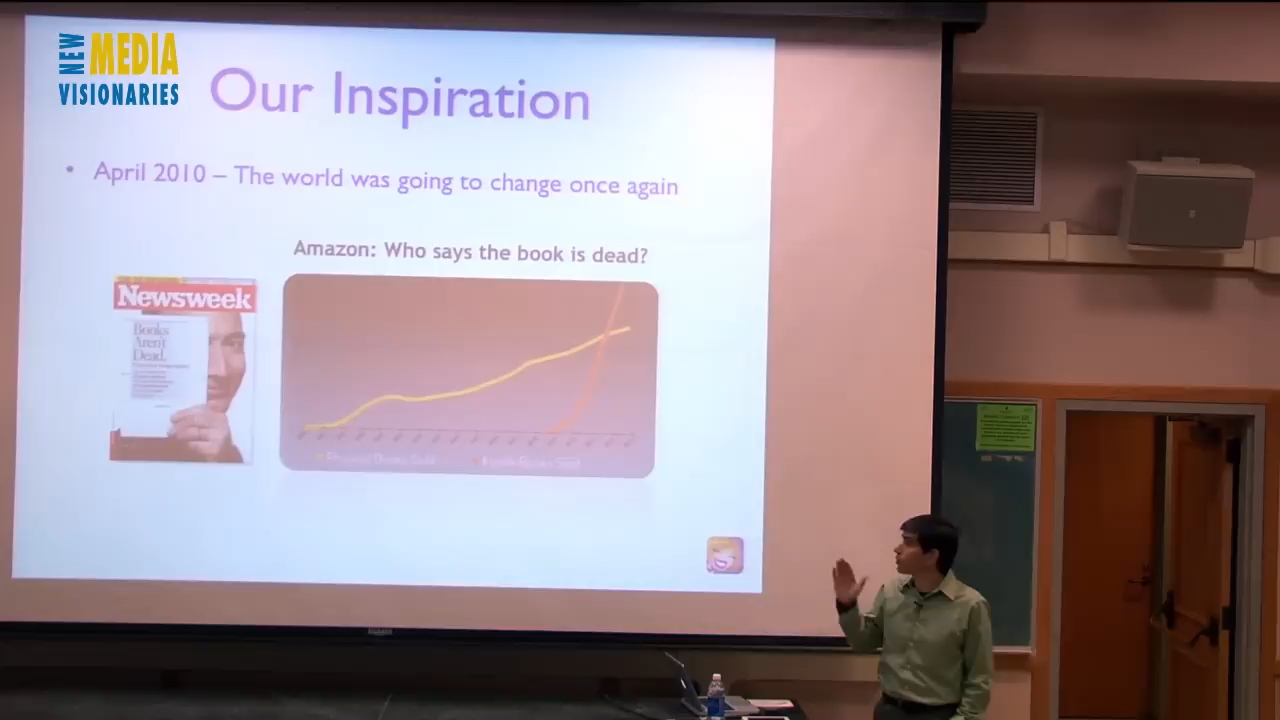 NEW MEDIA
VISIONARIES
Our Inspiration
• April 2010 – The world was going to change once again
Amazon: Who says the book is dead?
Newsweek
Books
Aren't
Dead.